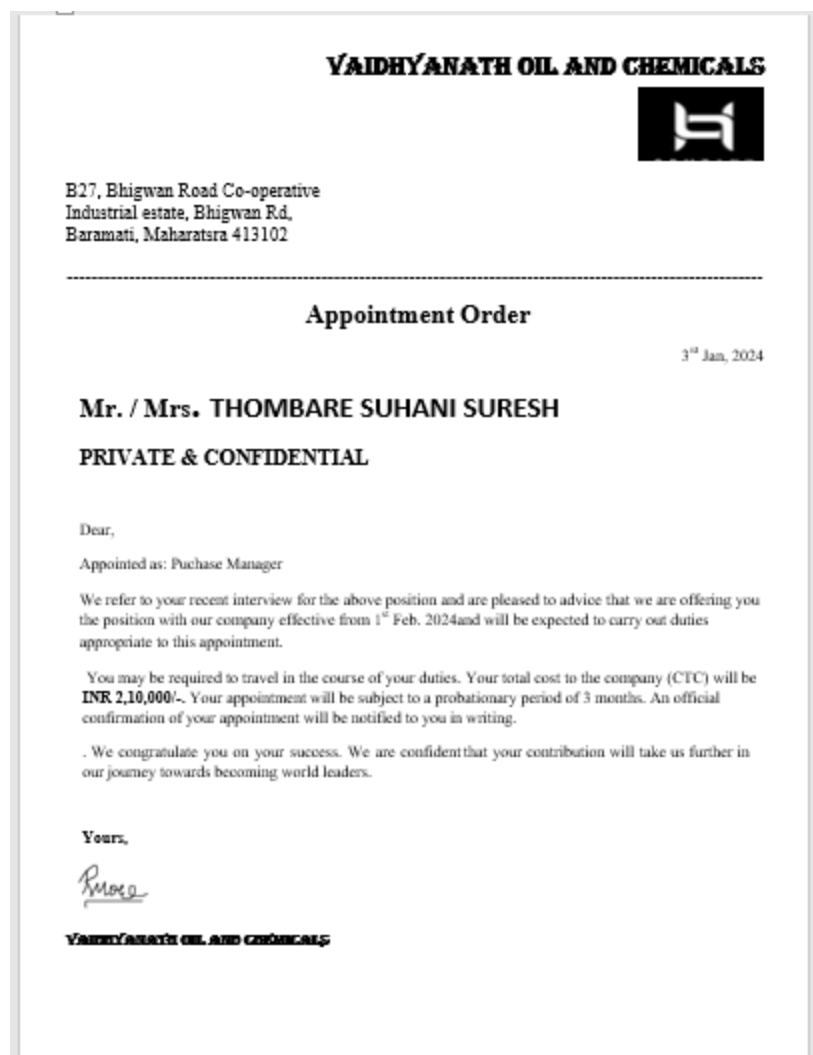 VAIDHYANATH OIL AND CHEMICALS
B27, Bhigwan Road Co-operative
Industrial estate, Bhigwan Rd,
Baramati, Maharatsra 413102
Appointment Order
3rd Jan, 2024
Mr. / Mrs. THOMBARE SUHANI SURESH
PRIVATE & CONFIDENTIAL
Dear,
Appointed as: Puchase Manager
We refer to your recent interview for the above position and are pleased to advice that we are offering you
the position with our company effective from 1st Feb. 2024and will be expected to carry out duties
appropriate to this appointment.
You may be required to travel in the course of your duties. Your total cost to the company (CTC) will be
INR 2,10,000/-. Your appointment will be subject to a probationary period of 3 months. An official
confirmation of your appointment will be notified to you in writing.
. We congratulate you on your success. We are confident that your contribution will take us further in
our journey towards becoming world leaders.
Yours,
VAIDHYANATH OIL AND CHEMICALS